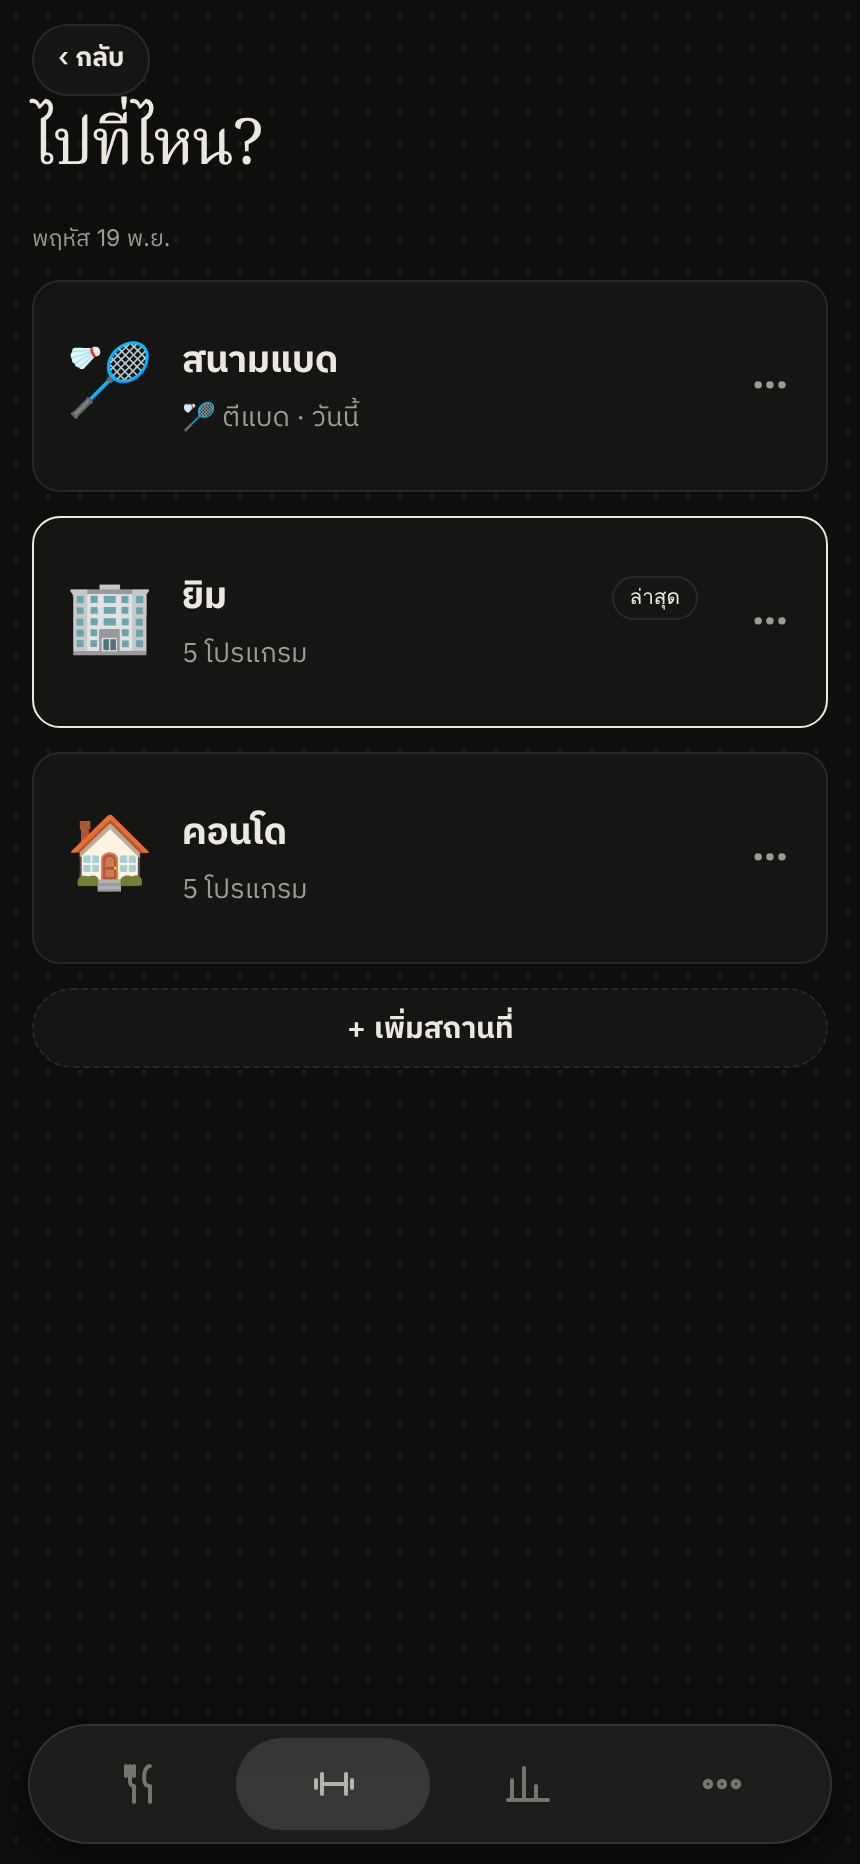 ‹ กลับ
ไปที่ไหน?
พฤหัส 19 พ.ย.
สนามแบด
🏸 ตีแบด · วันนี้
ยิม
ล่าสุด
5 โปรแกรม
คอนโด
5 โปรแกรม
+ เพิ่มสถานที่